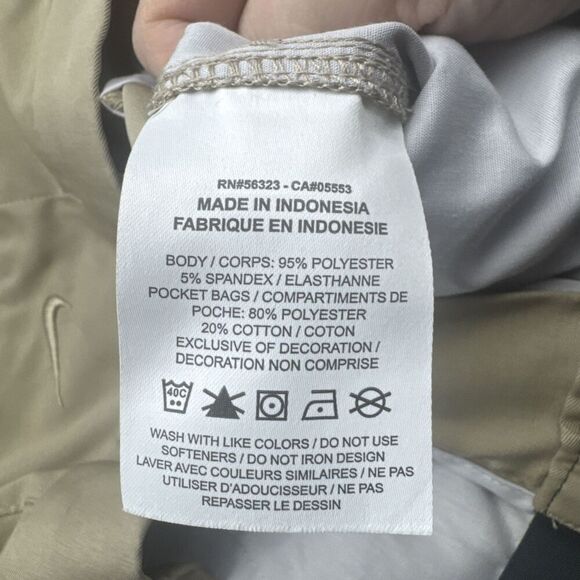 RN#56323 - CA#05553
MADE IN INDONESIA
FABRIQUE EN INDONESIE
BODY / CORPS: 95% POLYESTER
5% SPANDEX / ELASTHANNE
POCKET BAGS / COMPARTIMENTS DE
POCHE: 80% POLYESTER
20% COTTON / COTON
EXCLUSIVE OF DECORATION /
DECORATION NON COMPRISE
40C
WASH WITH LIKE COLORS / DO NOT USE
SOFTENERS / DO NOT IRON DESIGN
LAVER AVEC COULEURS SIMILAIRES / NE PAS
UTILISER D'ADOUCISSEUR / NE PAS
REPASSER LE DESSIN